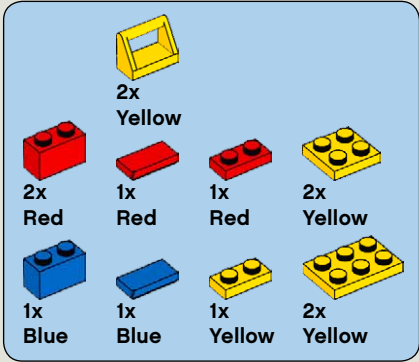 2x
Yellow
2x 1x 1x 2x
Red Red Red Yellow
1x 1x 1x 2x
Blue Blue Yellow Yellow